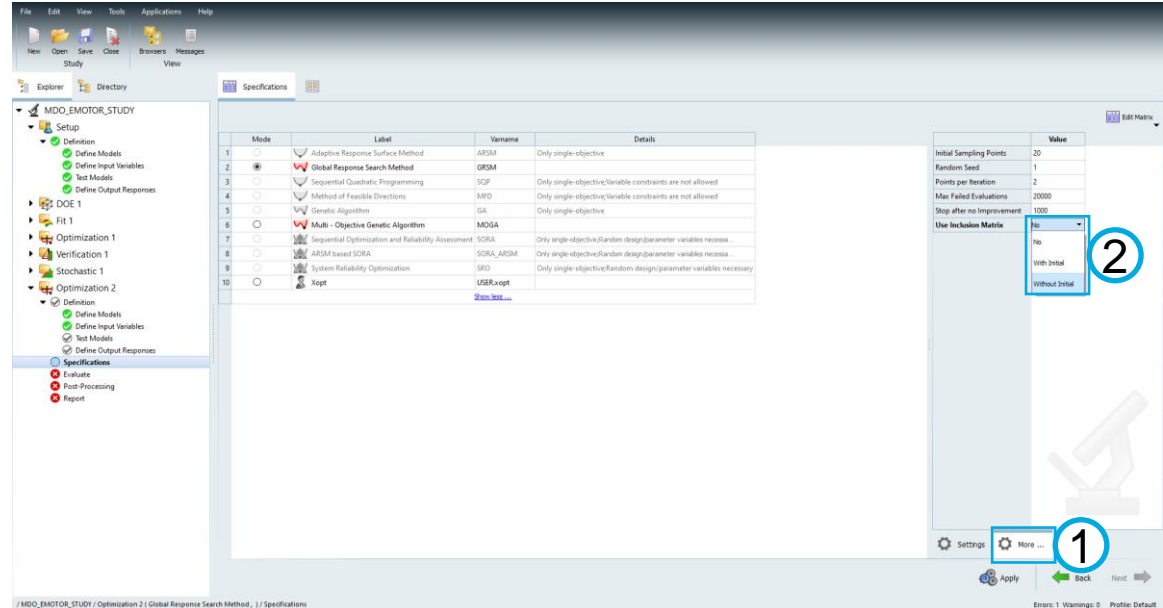 File Edit View Tools Applications Help
New Open Save Close Browsers Messages
Study View
Explorer Directory Specifications
MDO_EMOTOR_STUDY
Setup
Definition
Define Models
Define Input Variables
Test Models
Define Output Responses
DOE 1
Fit 1
Optimization 1
Verification 1
Stochastic 1
Optimization 2
Definition
Define Models
Define Input Variables
Test Models
Define Output Responses
Specifications
Evaluate
Post-Processing
Report
Edit Matrix
Mode Label Varname Details
1 Adaptive Response Surface Method ARSM Only single-objective
2 Global Response Search Method GRSM
3 Sequential Quadratic Programming SQP Only single-objective;Variable constraints are not allowed
4 Method of Feasible Directions MFD Only single-objective;Variable constraints are not allowed
5 Genetic Algorithm GA Only single-objective
6 Multi - Objective Genetic Algorithm MOGA
7 Sequential Optimization and Reliability Assessment SORA Only single-objective;Random design/parameter variables necessa...
8 ARSM based SORA SORA_ARSM Only single-objective;Random design/parameter variables necessa...
9 System Reliability Optimization SRO Only single-objective;Random design/parameter variables necessary
10 Xopt USER.xopt
Show less ...
Value
Initial Sampling Points 20
Random Seed 1
Points per Iteration 2
Max Failed Evaluations 20000
Stop after no Improvement 1000
Use Inclusion Matrix No
No
With Initial
Without Initial
2
Settings More ...
1
Apply Back Next
/ MDO_EMOTOR_STUDY / Optimization 2 ( Global Response Search Method , ) / Specifications
Errors: 1 Warnings: 0 Profile: Default